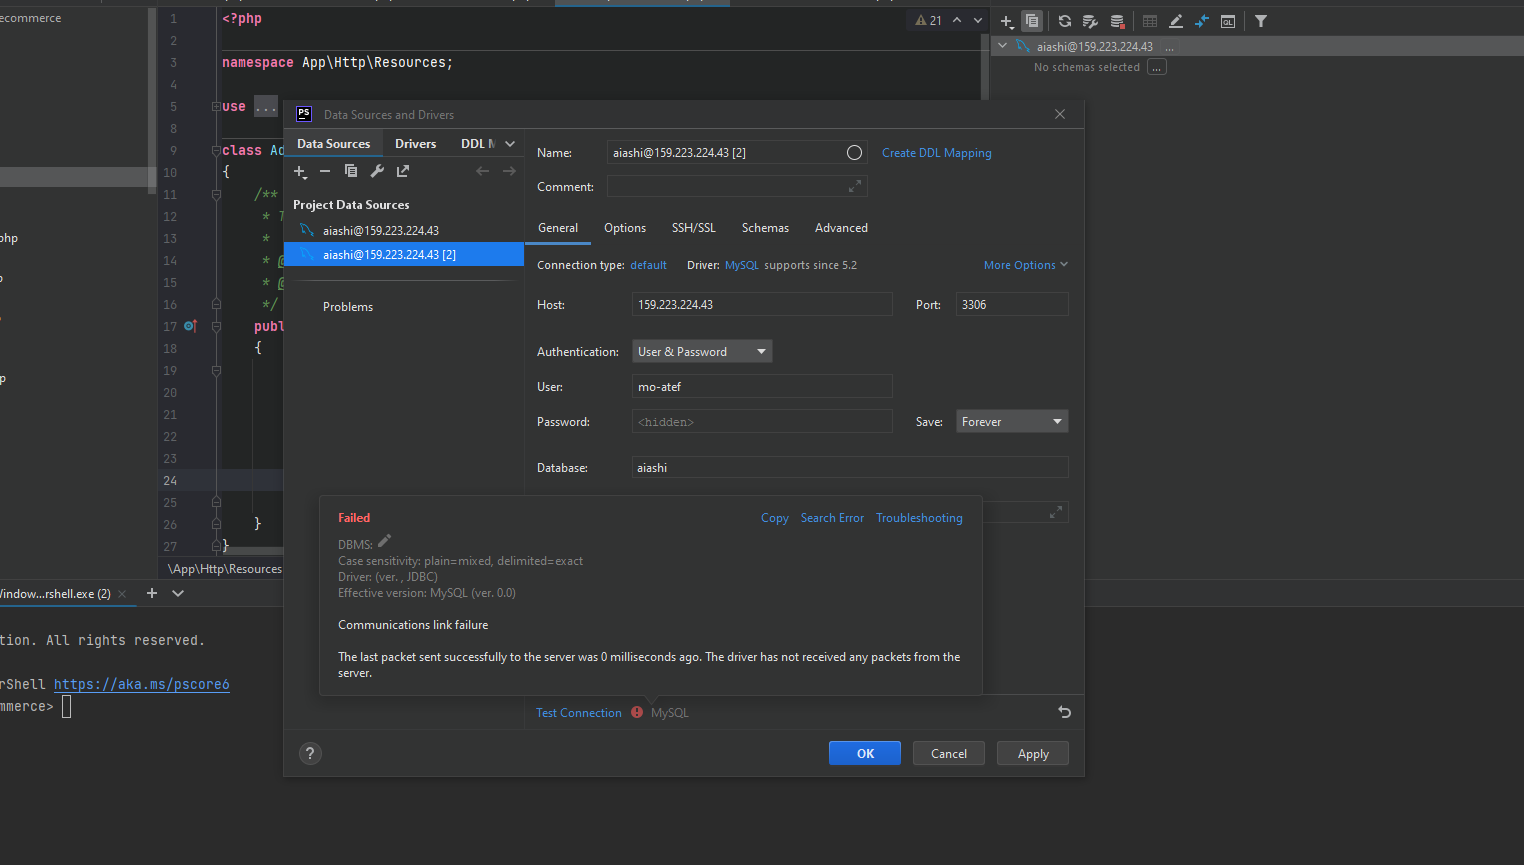 ecommerce
1 <?php
21
2
aiashi@159.223.224.43 ...
3 namespace App\Http\Resources;
No schemas selected ...
4
5 use ...
8
PS Data Sources and Drivers
9 class Ad
Data Sources Drivers DDL M
Name: aiashi@159.223.224.43 [2] Create DDL Mapping
10 {
Comment:
11 /**
Project Data Sources
12 * T
General Options SSH/SSL Schemas Advanced
aiashi@159.223.224.43
13 *
php
aiashi@159.223.224.43 [2]
14 * @
Connection type: default Driver: MySQL supports since 5.2 More Options
15 * @
Problems
16 */
Host: 159.223.224.43 Port: 3306
17 publ
18 {
Authentication: User & Password
19
20
User: mo-atef
21
Password: <hidden> Save: Forever
22
23
Database: aiashi
24
25
26 }
27 }
Failed Copy Search Error Troubleshooting
DBMS:
Case sensitivity: plain=mixed, delimited=exact
Driver: (ver. , JDBC)
Effective version: MySQL (ver. 0.0)
Communications link failure
The last packet sent successfully to the server was 0 milliseconds ago. The driver has not received any packets from the
server.
\App\Http\Resources
Window...rshell.exe (2)
tion. All rights reserved.
rShell https://aka.ms/pscore6
mmerce>
Test Connection MySQL
? OK Cancel Apply